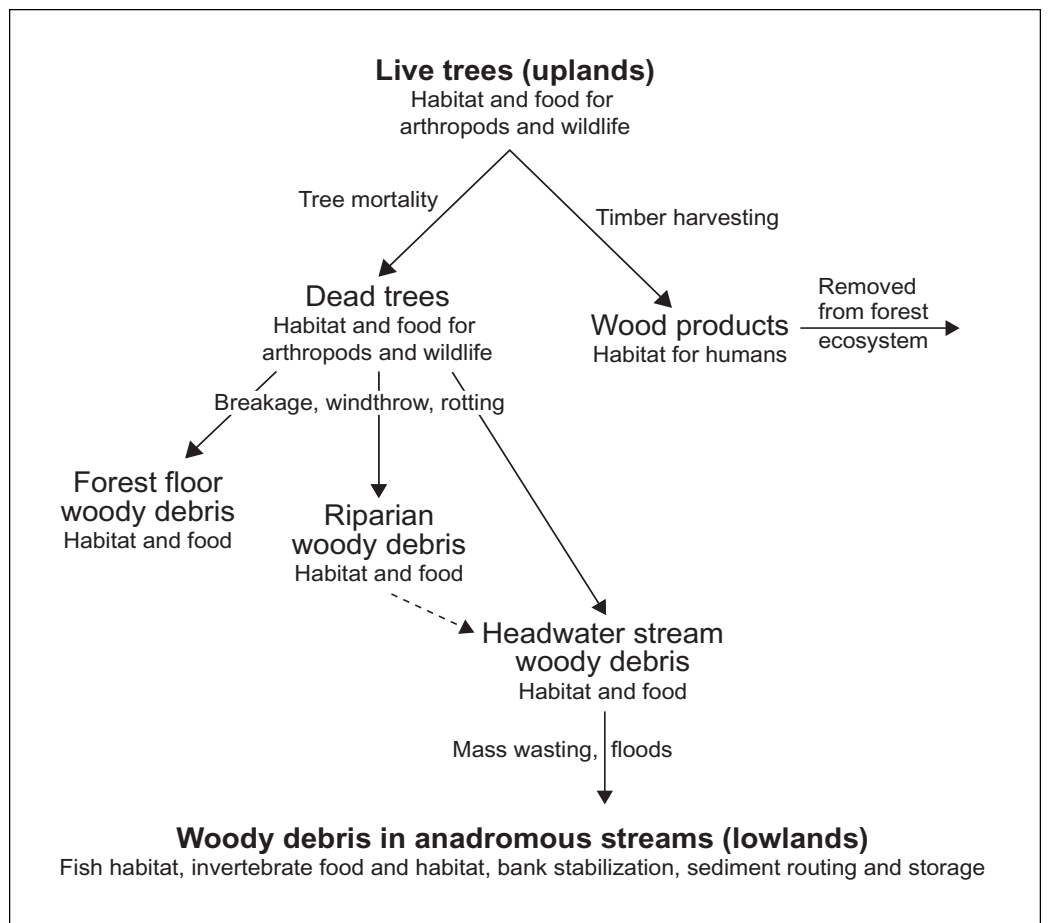 Live trees (uplands)
Habitat and food for
arthropods and wildlife
Tree mortality
Timber harvesting
Dead trees
Habitat and food for
arthropods and wildlife
Wood products
Habitat for humans
Removed
from forest
ecosystem
Breakage, windthrow, rotting
Forest floor
woody debris
Habitat and food
Riparian
woody debris
Habitat and food
Headwater stream
woody debris
Habitat and food
Mass wasting, floods
Woody debris in anadromous streams (lowlands)
Fish habitat, invertebrate food and habitat, bank stabilization, sediment routing and storage